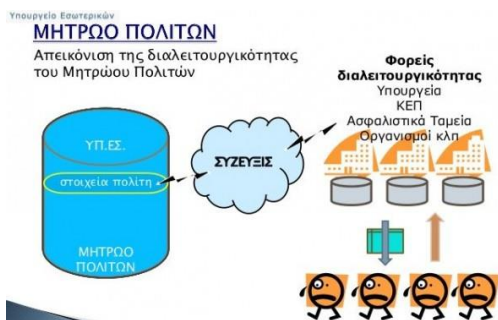 Υπουργείο Εσωτερικών
ΜΗΤΡΩΟ ΠΟΛΙΤΩΝ
Απεικόνιση της διαλειτουργικότητας
του Μητρώου Πολιτών
Φορείς
διαλειτουργικότητας
Υπουργεία
ΚΕΠ
Ασφαλιστικά Ταμεία
Οργανισμοί κλπ
ΥΠ.ΕΣ.
στοιχεία πολίτη
ΜΗΤΡΩΟ
ΠΟΛΙΤΩΝ
ΣΥΖΕΥΞΙΣ